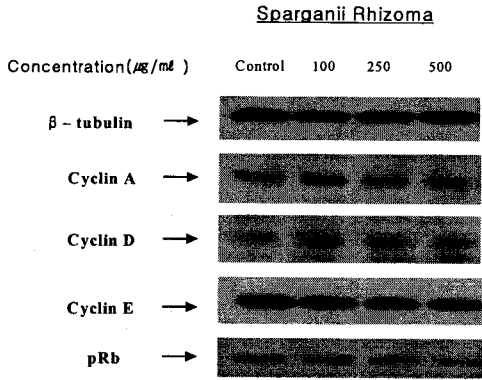 Sparganii Rhizoma
Concentration(㎍/㎖) Control 100 250 500
β-tubulin
Cyclin A
Cyclin D
Cyclin E
pRb